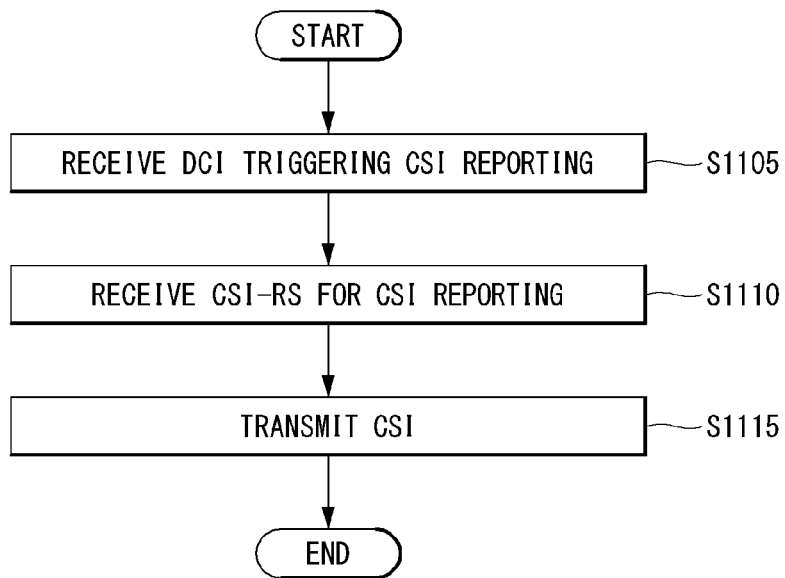 START
RECEIVE DCI TRIGGERING CSI REPORTING
S1105
RECEIVE CSI-RS FOR CSI REPORTING
S1110
TRANSMIT CSI
S1115
END